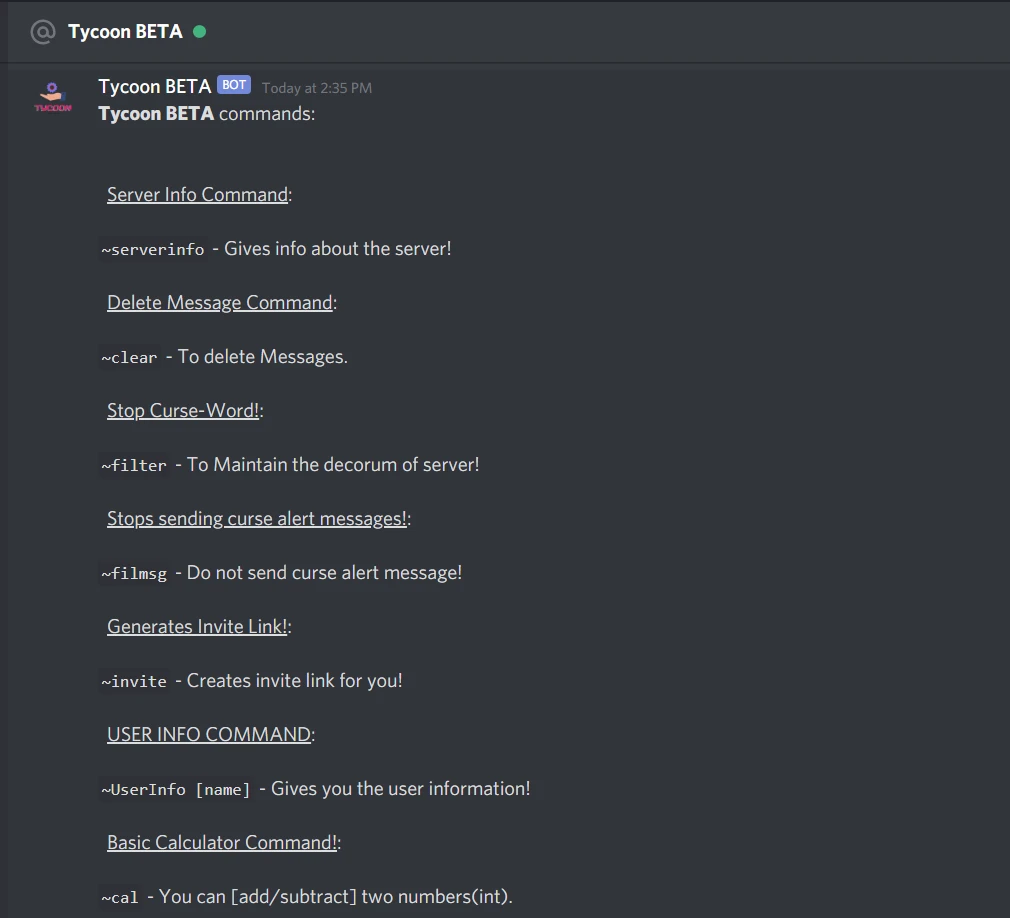 @ Tycoon BETA
Tycoon BETA BOT Today at 2:35 PM
TYCOON
Tycoon BETA commands:
Server Info Command:
~serverinfo - Gives info about the server!
Delete Message Command:
~clear - To delete Messages.
Stop Curse-Word!:
~filter - To Maintain the decorum of server!
Stops sending curse alert messages!:
~filmsg - Do not send curse alert message!
Generates Invite Link!:
~invite - Creates invite link for you!
USER INFO COMMAND:
~UserInfo [name] - Gives you the user information!
Basic Calculator Command!:
~cal - You can [add/subtract] two numbers(int).